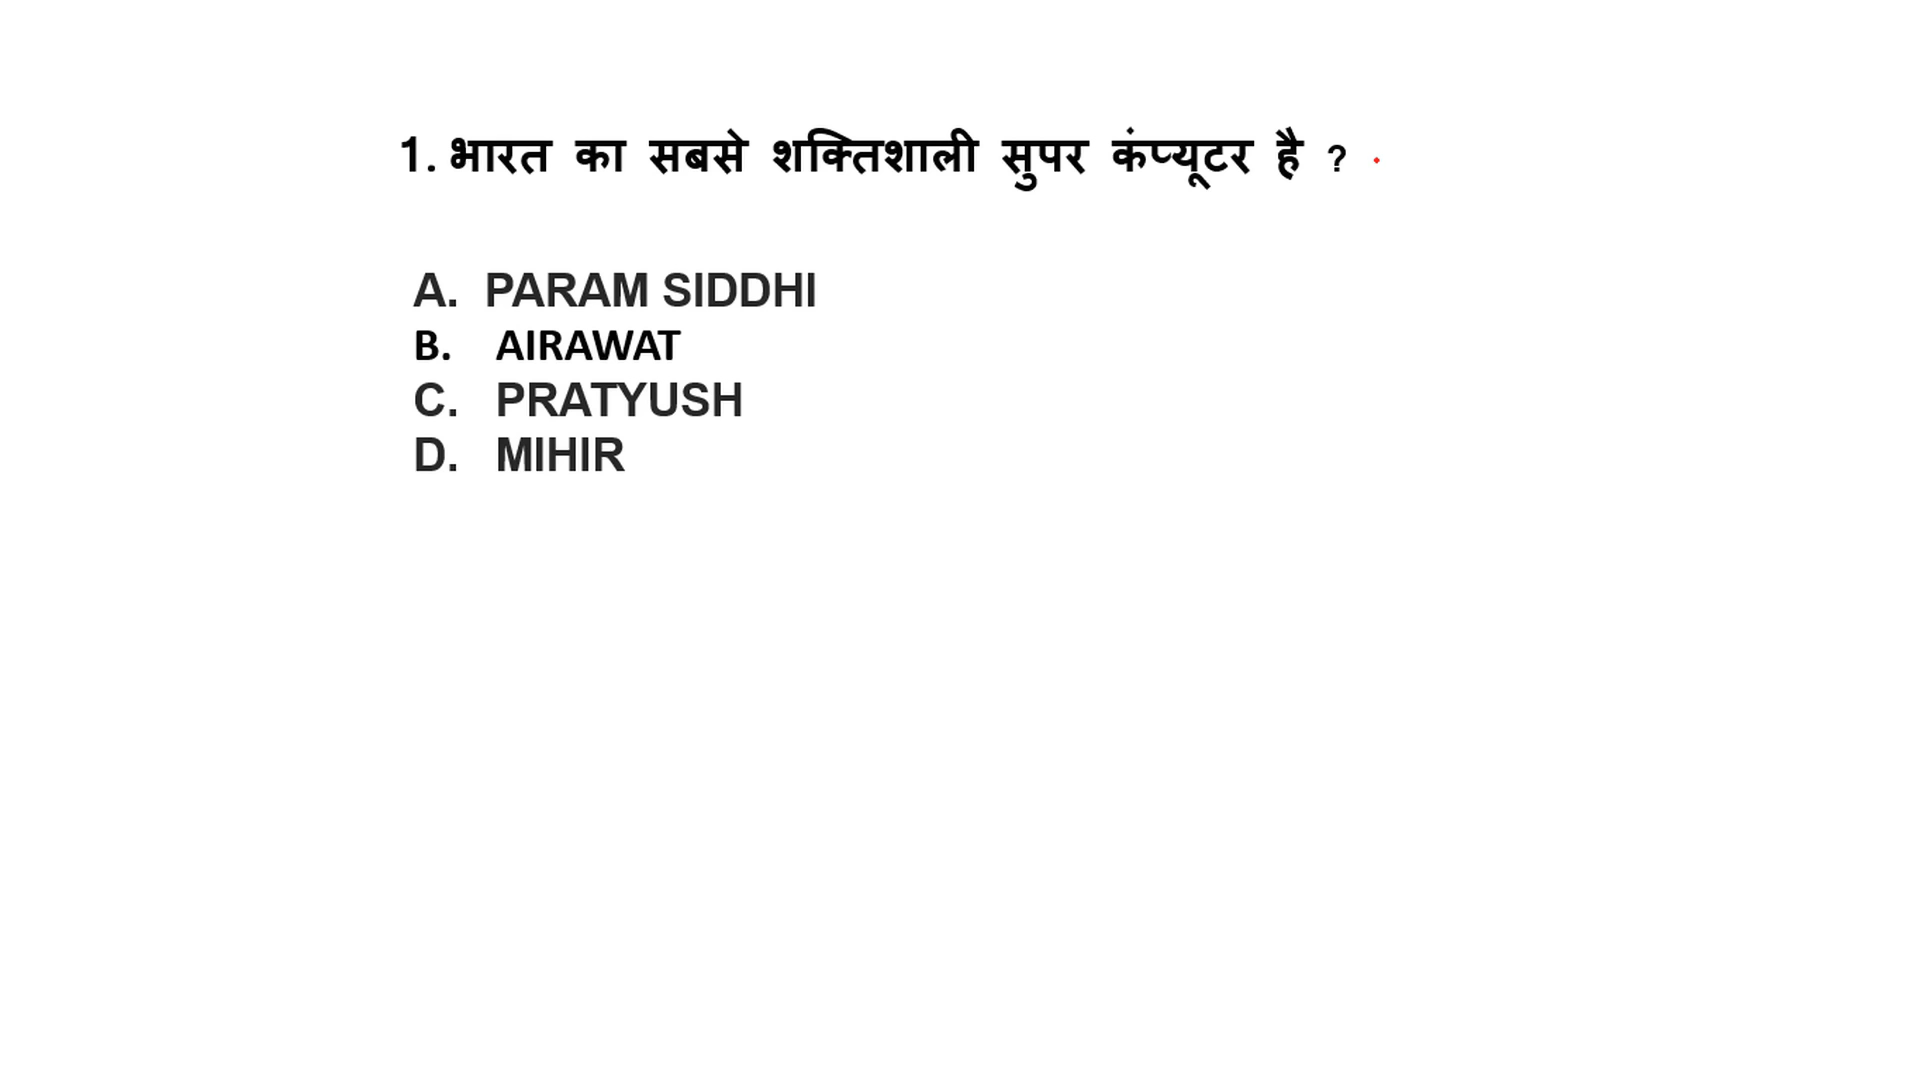 1. भारत का सबसे शक्तिशाली सुपर कंप्यूटर है ?
A. PARAM SIDDHI
B. AIRAWAT
C. PRATYUSH
D. MIHIR